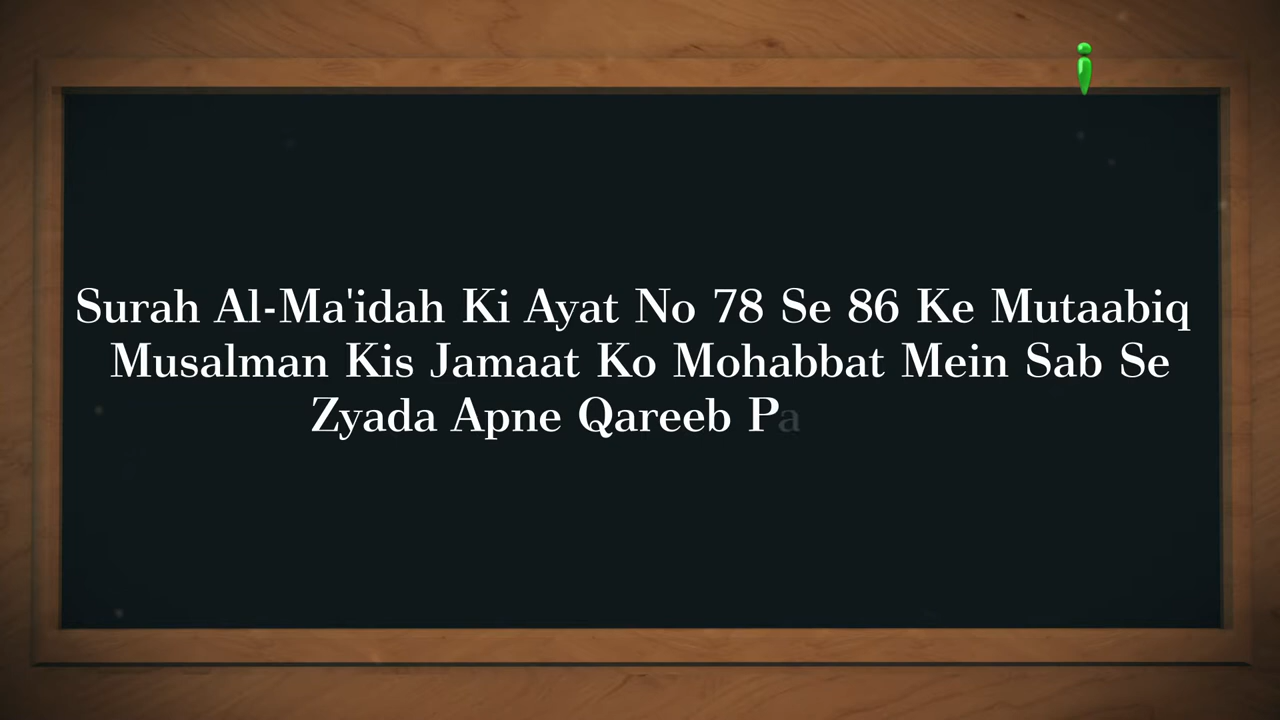 Surah Al-Ma'idah Ki Ayat No 78 Se 86 Ke Mutaabiq
Musalman Kis Jamaat Ko Mohabbat Mein Sab Se
Zyada Apne Qareeb Pa